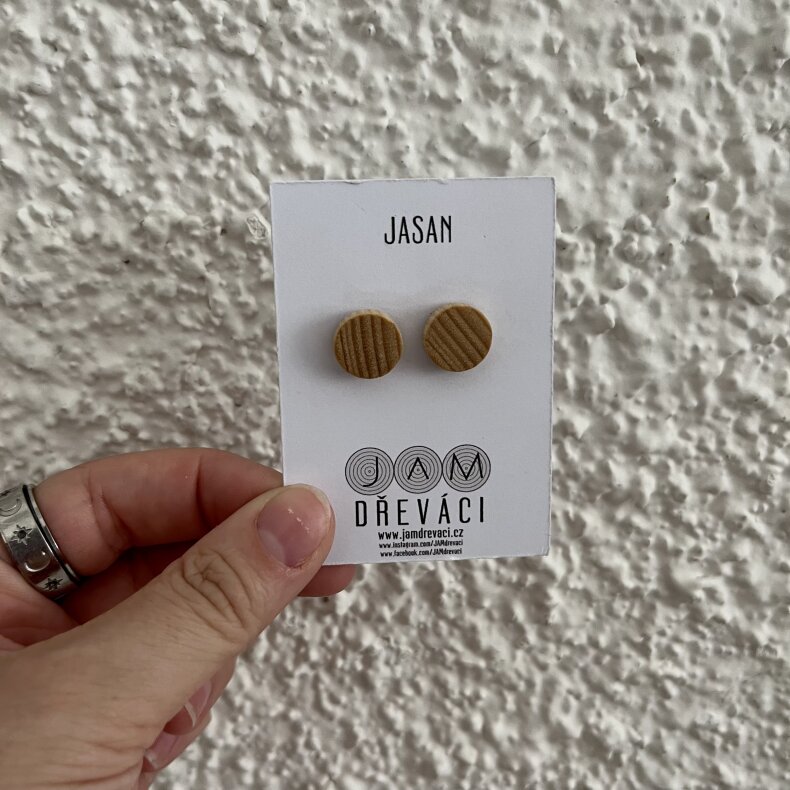 JASAN
JAM
DŘEVÁCI
www.jamdrevaci.cz
www.instagram.com/JAMdrevaci
www.facebook.com/JAMdrevaci